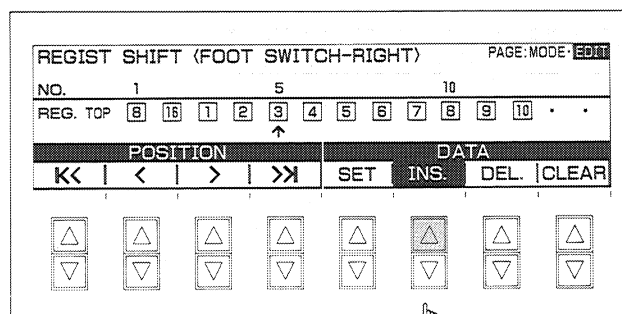 REGIST SHIFT (FOOT SWITCH-RIGHT) PAGE:MODE·EDIT
NO. 1 5 10
REG. TOP 8 16 1 2 3 4 5 6 7 8 9 10 · ·
↑
POSITION DATA
K<< < > >>| SET INS. DEL. CLEAR